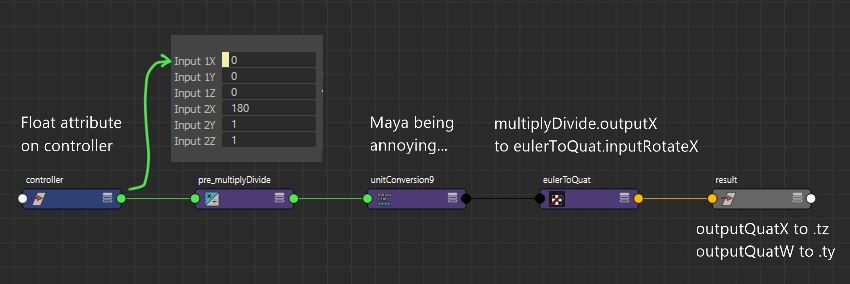 Input 1X 0
Input 1Y 0
Input 1Z 0
Input 2X 180
Input 2Y 1
Input 2Z 1
Float attribute
on controller
Maya being
annoying...
multiplyDivide.outputX
to eulerToQuat.inputRotateX
controller
pre_multiplyDivide
unitConversion9
eulerToQuat
result
outputQuatX to .tz
outputQuatW to .ty